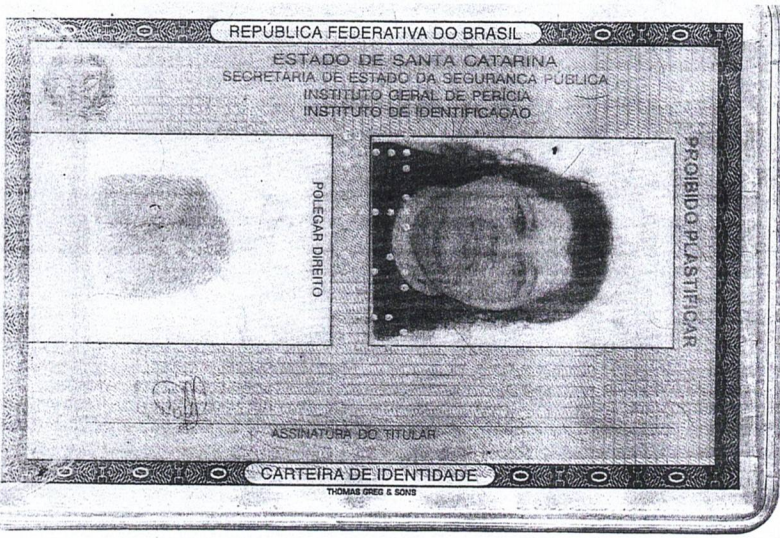 REPÚBLICA FEDERATIVA DO BRASIL
ESTADO DE SANTA CATARINA
SECRETARIA DE ESTADO DA SEGURANÇA PÚBLICA
INSTITUTO GERAL DE PERÍCIA
INSTITUTO DE IDENTIFICAÇÃO
POLEGAR DIREITO
PROIBIDO PLASTIFICAR
ASSINATURA DO TITULAR
CARTEIRA DE IDENTIDADE
THOMAS GREG & SONS